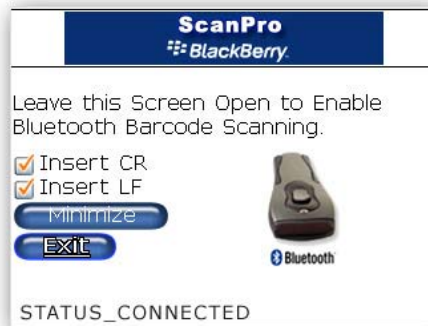 ScanPro
BlackBerry.
Leave this Screen Open to Enable
Bluetooth Barcode Scanning.
Insert CR
Insert LF
Minimize
Exit
Bluetooth
STATUS_CONNECTED